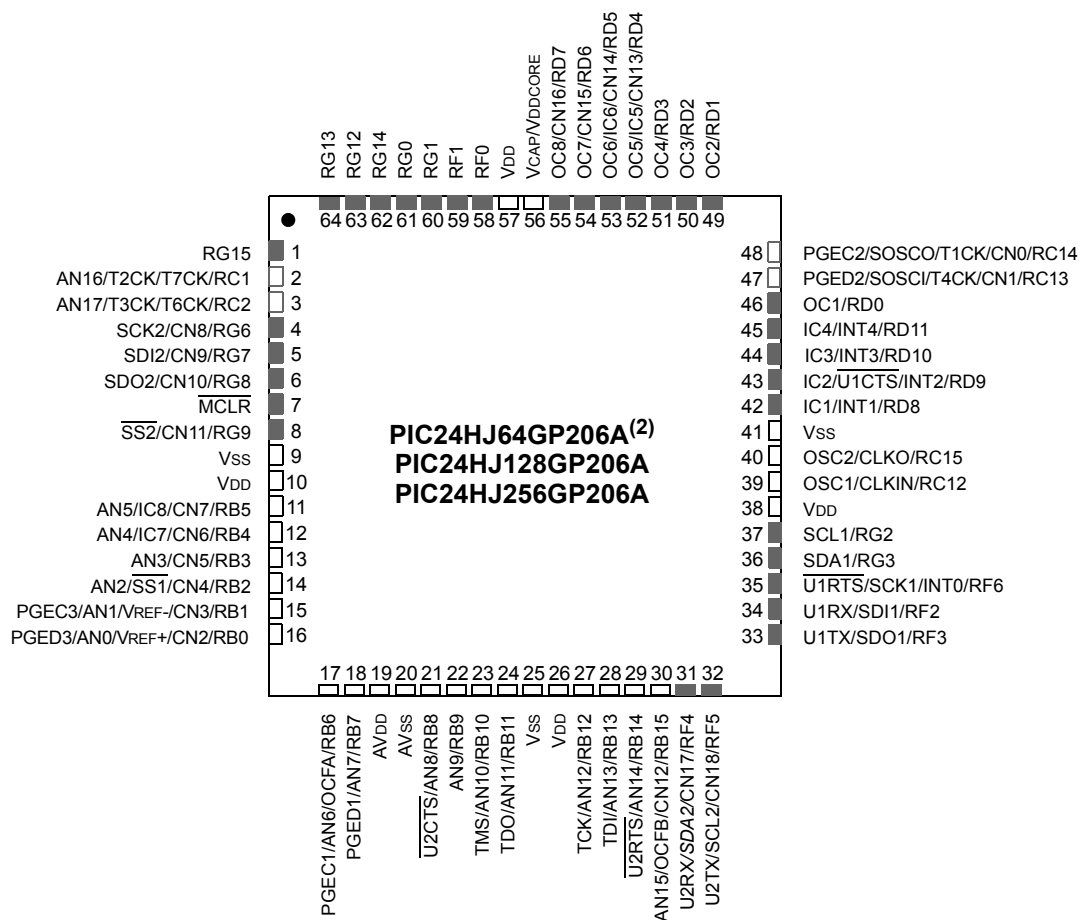 RG13
RG12
RG14
RG0
RG1
RF1
RF0
VDD
VCAP/VDDCORE
OC8/CN16/RD7
OC7/CN15/RD6
OC6/IC6/CN14/RD5
OC5/IC5/CN13/RD4
OC4/RD3
OC3/RD2
OC2/RD1
64 63 62 61 60 59 58 57 56 55 54 53 52 51 50 49
RG15 1
AN16/T2CK/T7CK/RC1 2
AN17/T3CK/T6CK/RC2 3
SCK2/CN8/RG6 4
SDI2/CN9/RG7 5
SDO2/CN10/RG8 6
MCLR 7
SS2/CN11/RG9 8
VSS 9
VDD 10
AN5/IC8/CN7/RB5 11
AN4/IC7/CN6/RB4 12
AN3/CN5/RB3 13
AN2/SS1/CN4/RB2 14
PGEC3/AN1/VREF-/CN3/RB1 15
PGED3/AN0/VREF+/CN2/RB0 16
PIC24HJ64GP206A(2)
PIC24HJ128GP206A
PIC24HJ256GP206A
48 PGEC2/SOSCO/T1CK/CN0/RC14
47 PGED2/SOSCI/T4CK/CN1/RC13
46 OC1/RD0
45 IC4/INT4/RD11
44 IC3/INT3/RD10
43 IC2/U1CTS/INT2/RD9
42 IC1/INT1/RD8
41 VSS
40 OSC2/CLKO/RC15
39 OSC1/CLKIN/RC12
38 VDD
37 SCL1/RG2
36 SDA1/RG3
35 U1RTS/SCK1/INT0/RF6
34 U1RX/SDI1/RF2
33 U1TX/SDO1/RF3
17 18 19 20 21 22 23 24 25 26 27 28 29 30 31 32
PGEC1/AN6/OCFA/RB6
PGED1/AN7/RB7
AVDD
AVSS
U2CTS/AN8/RB8
AN9/RB9
TMS/AN10/RB10
TDO/AN11/RB11
VSS
VDD
TCK/AN12/RB12
TDI/AN13/RB13
U2RTS/AN14/RB14
AN15/OCFB/CN12/RB15
U2RX/SDA2/CN17/RF4
U2TX/SCL2/CN18/RF5